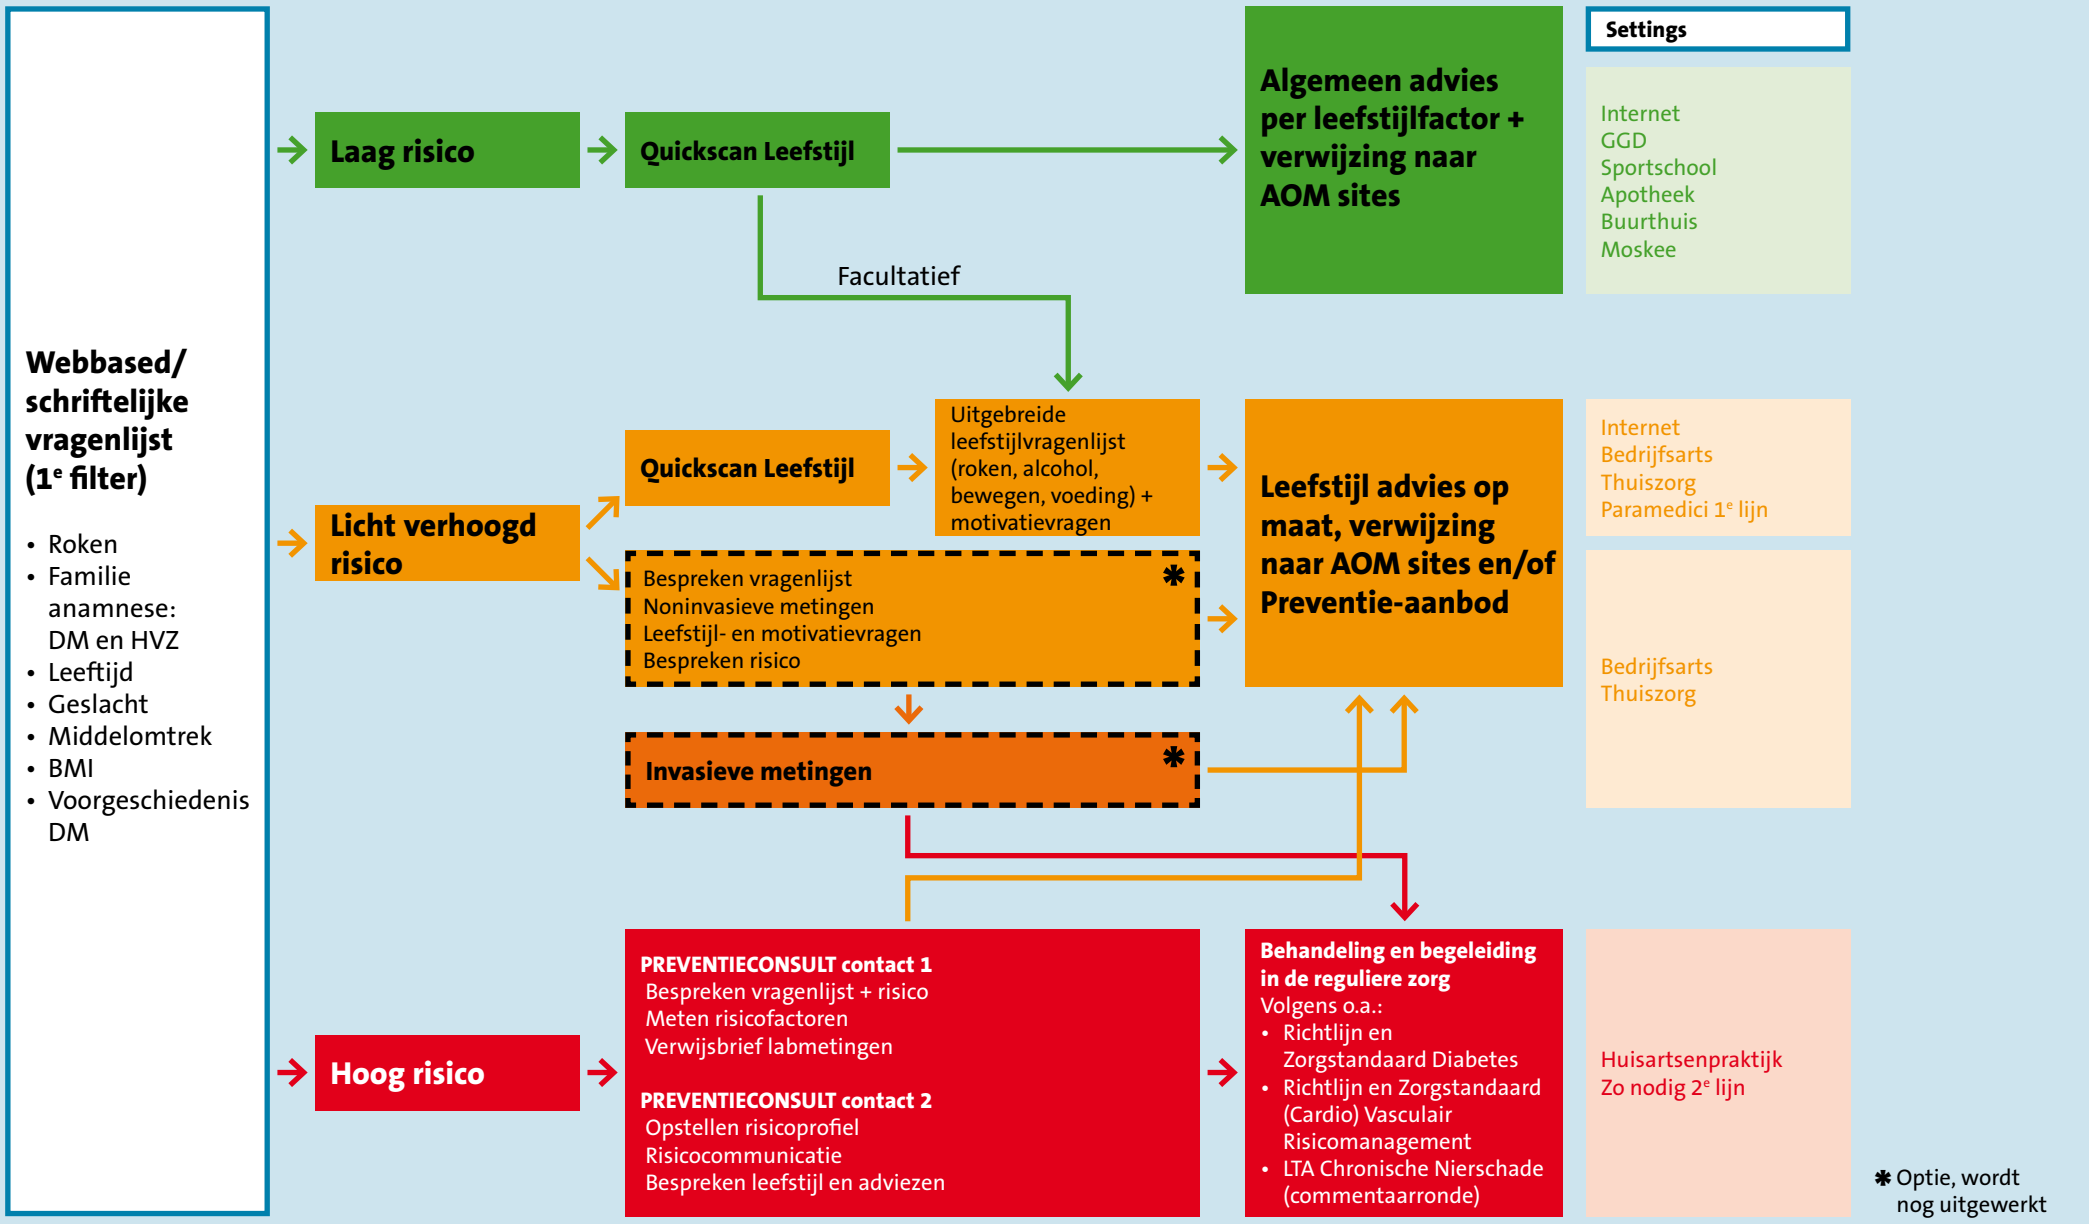 Webbased/
schriftelijke
vragenlijst
(1e filter)
• Roken
• Familie
anamnese:
DM en HVZ
• Leeftijd
• Geslacht
• Middelomtrek
• BMI
• Voorgeschiedenis
DM
Laag risico
Quickscan Leefstijl
Facultatief
Algemeen advies
per leefstijlfactor +
verwijzing naar
AOM sites
Settings
Internet
GGD
Sportschool
Apotheek
Buurthuis
Moskee
Licht verhoogd
risico
Quickscan Leefstijl
Uitgebreide
leefstijlvragenlijst
(roken, alcohol,
bewegen, voeding) +
motivatievragen
Bespreken vragenlijst
Noninvasieve metingen
Leefstijl- en motivatievragen
Bespreken risico
✱
Invasieve metingen
✱
Leefstijl advies op
maat, verwijzing
naar AOM sites en/of
Preventie-aanbod
Internet
Bedrijfsarts
Thuiszorg
Paramedici 1e lijn
Bedrijfsarts
Thuiszorg
Hoog risico
PREVENTIECONSULT contact 1
Bespreken vragenlijst + risico
Meten risicofactoren
Verwijsbrief labmetingen
PREVENTIECONSULT contact 2
Opstellen risicoprofiel
Risicocommunicatie
Bespreken leefstijl en adviezen
Behandeling en begeleiding
in de reguliere zorg
Volgens o.a.:
• Richtlijn en
Zorgstandaard Diabetes
• Richtlijn en Zorgstandaard
(Cardio) Vasculair
Risicomanagement
• LTA Chronische Nierschade
(commentaarronde)
Huisartsenpraktijk
Zo nodig 2e lijn
✱ Optie, wordt
nog uitgewerkt